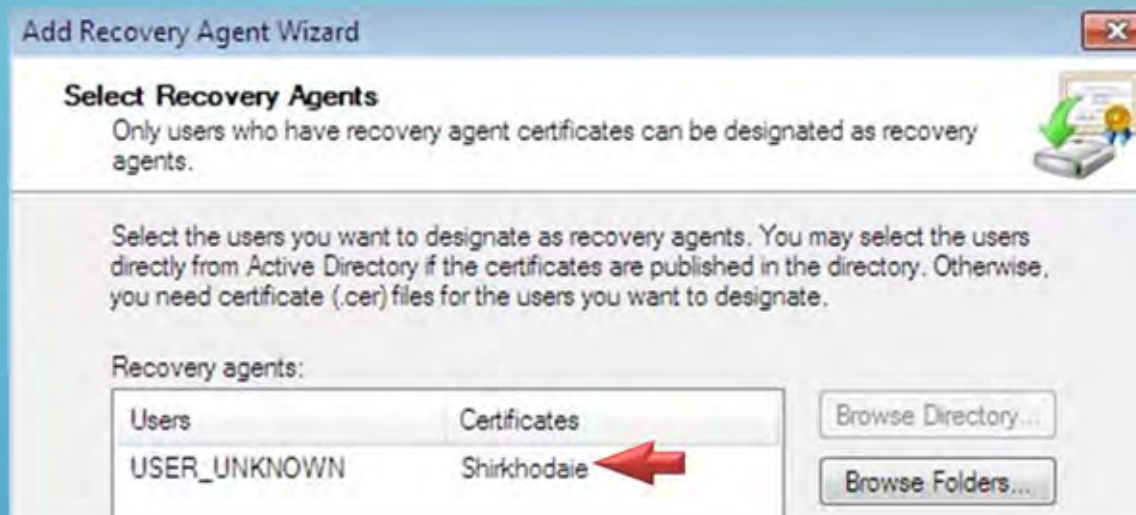 Add Recovery Agent Wizard
Select Recovery Agents
Only users who have recovery agent certificates can be designated as recovery
agents.
Select the users you want to designate as recovery agents. You may select the users
directly from Active Directory if the certificates are published in the directory. Otherwise,
you need certificate (.cer) files for the users you want to designate.
Recovery agents:
Users Certificates
USER_UNKNOWN Shirkhodaie
Browse Directory...
Browse Folders...